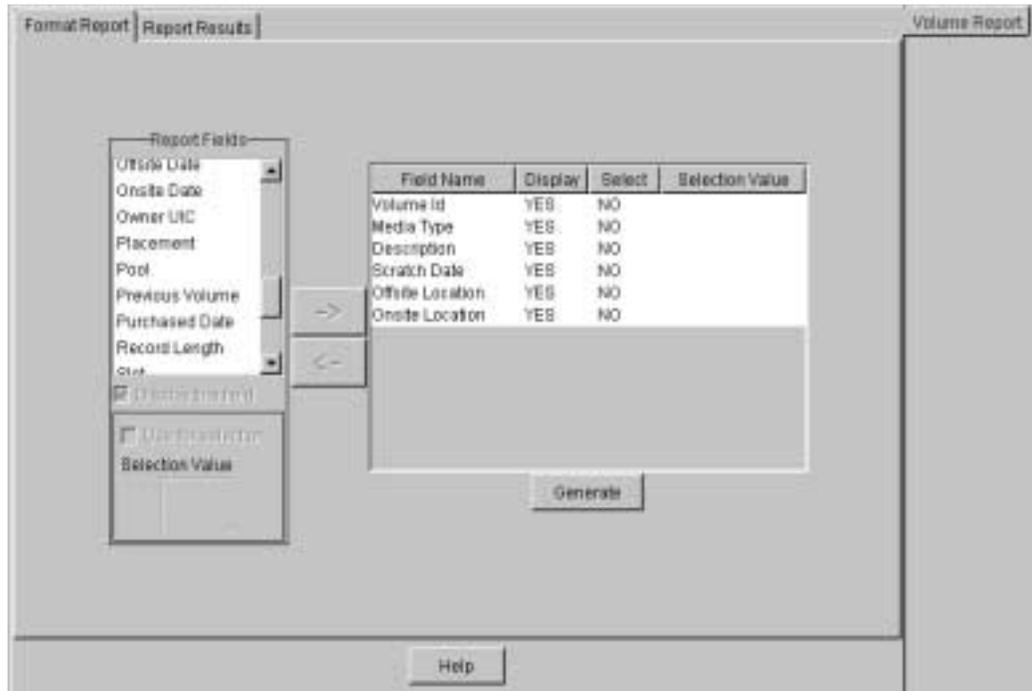 Format Report Report Results Volume Report
Report Fields
Offsite Date
Onsite Date
Owner UIC
Placement
Pool
Previous Volume
Purchased Date
Record Length
Slot
Selection Value
->
<-
Field Name Display Select Selection Value
Volume Id YES NO
Media Type YES NO
Description YES NO
Scratch Date YES NO
Offsite Location YES NO
Onsite Location YES NO
Generate
Help